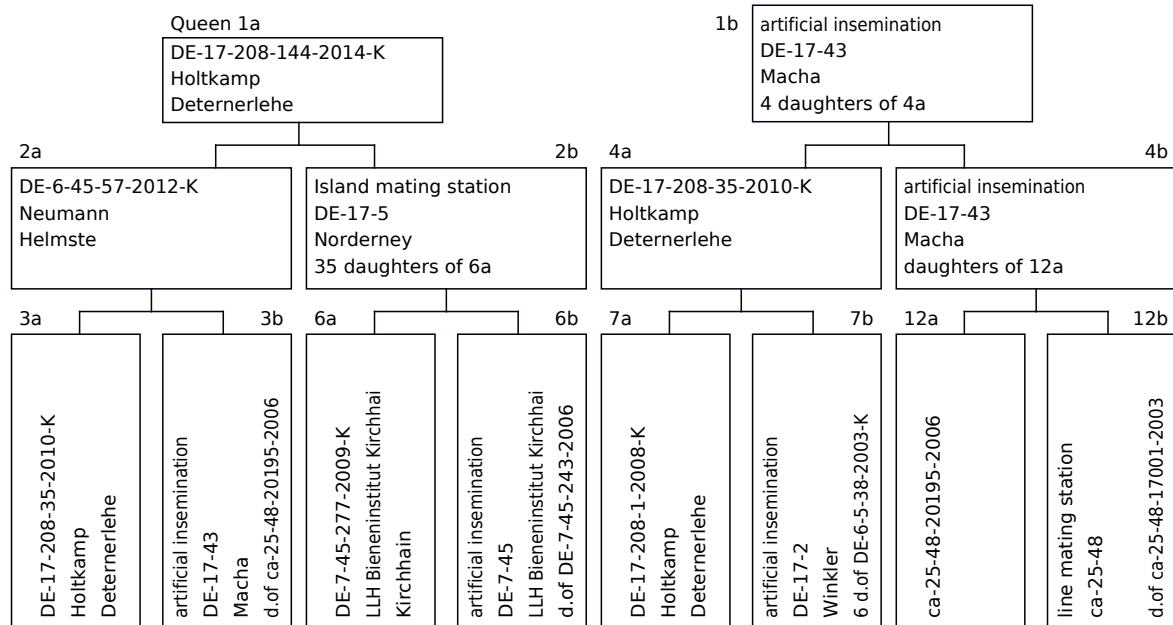 Queen 1a
DE-17-208-144-2014-K
Holtkamp
Deternerlehe
1b
artificial insemination
DE-17-43
Macha
4 daughters of 4a
2a
DE-6-45-57-2012-K
Neumann
Helmste
2b
Island mating station
DE-17-5
Norderney
35 daughters of 6a
4a
DE-17-208-35-2010-K
Holtkamp
Deternerlehe
4b
artificial insemination
DE-17-43
Macha
daughters of 12a
3a
DE-17-208-35-2010-K
Holtkamp
Deternerlehe
3b
artificial insemination
DE-17-43
Macha
d.of ca-25-48-20195-2006
6a
DE-7-45-277-2009-K
LLH Bieneninstitut Kirchhai
Kirchhain
6b
artificial insemination
DE-7-45
LLH Bieneninstitut Kirchhai
d.of DE-7-45-243-2006
7a
DE-17-208-1-2008-K
Holtkamp
Deternerlehe
7b
artificial insemination
DE-17-2
Winkler
6 d.of DE-6-5-38-2003-K
12a
ca-25-48-20195-2006
12b
line mating station
ca-25-48
d.of ca-25-48-17001-2003